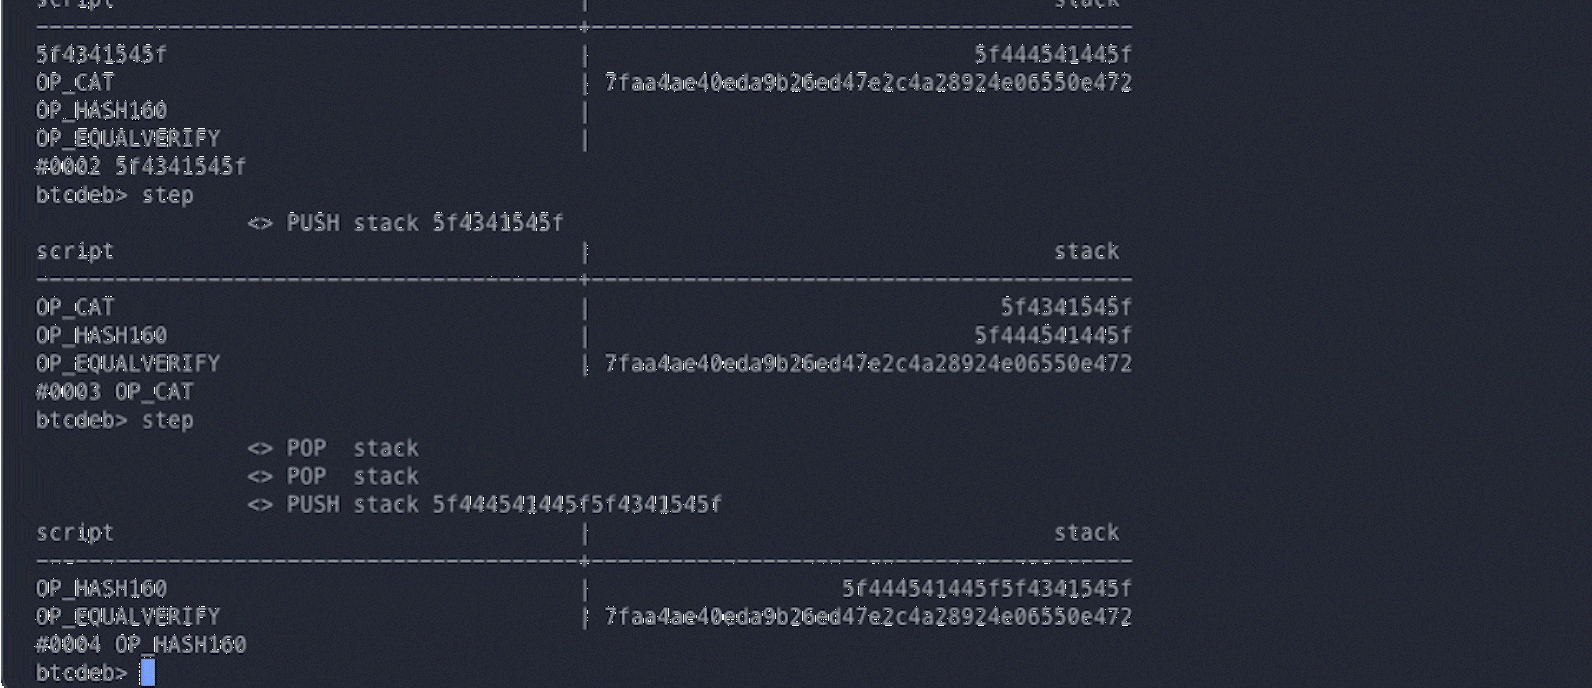 script | stack
-----------------------------------------+-----------------------------------------
5f4341545f | 5f444541445f
OP_CAT | 7faa4ae40eda9b26ed47e2c4a28924e06550e472
OP_HASH160 |
OP_EQUALVERIFY |
#0002 5f4341545f
btcdeb> step
<> PUSH stack 5f4341545f
script | stack
-----------------------------------------+-----------------------------------------
OP_CAT | 5f4341545f
OP_HASH160 | 5f444541445f
OP_EQUALVERIFY | 7faa4ae40eda9b26ed47e2c4a28924e06550e472
#0003 OP_CAT
btcdeb> step
<> POP  stack
<> POP  stack
<> PUSH stack 5f444541445f5f4341545f
script | stack
-----------------------------------------+-----------------------------------------
OP_HASH160 | 5f444541445f5f4341545f
OP_EQUALVERIFY | 7faa4ae40eda9b26ed47e2c4a28924e06550e472
#0004 OP_HASH160
btcdeb>